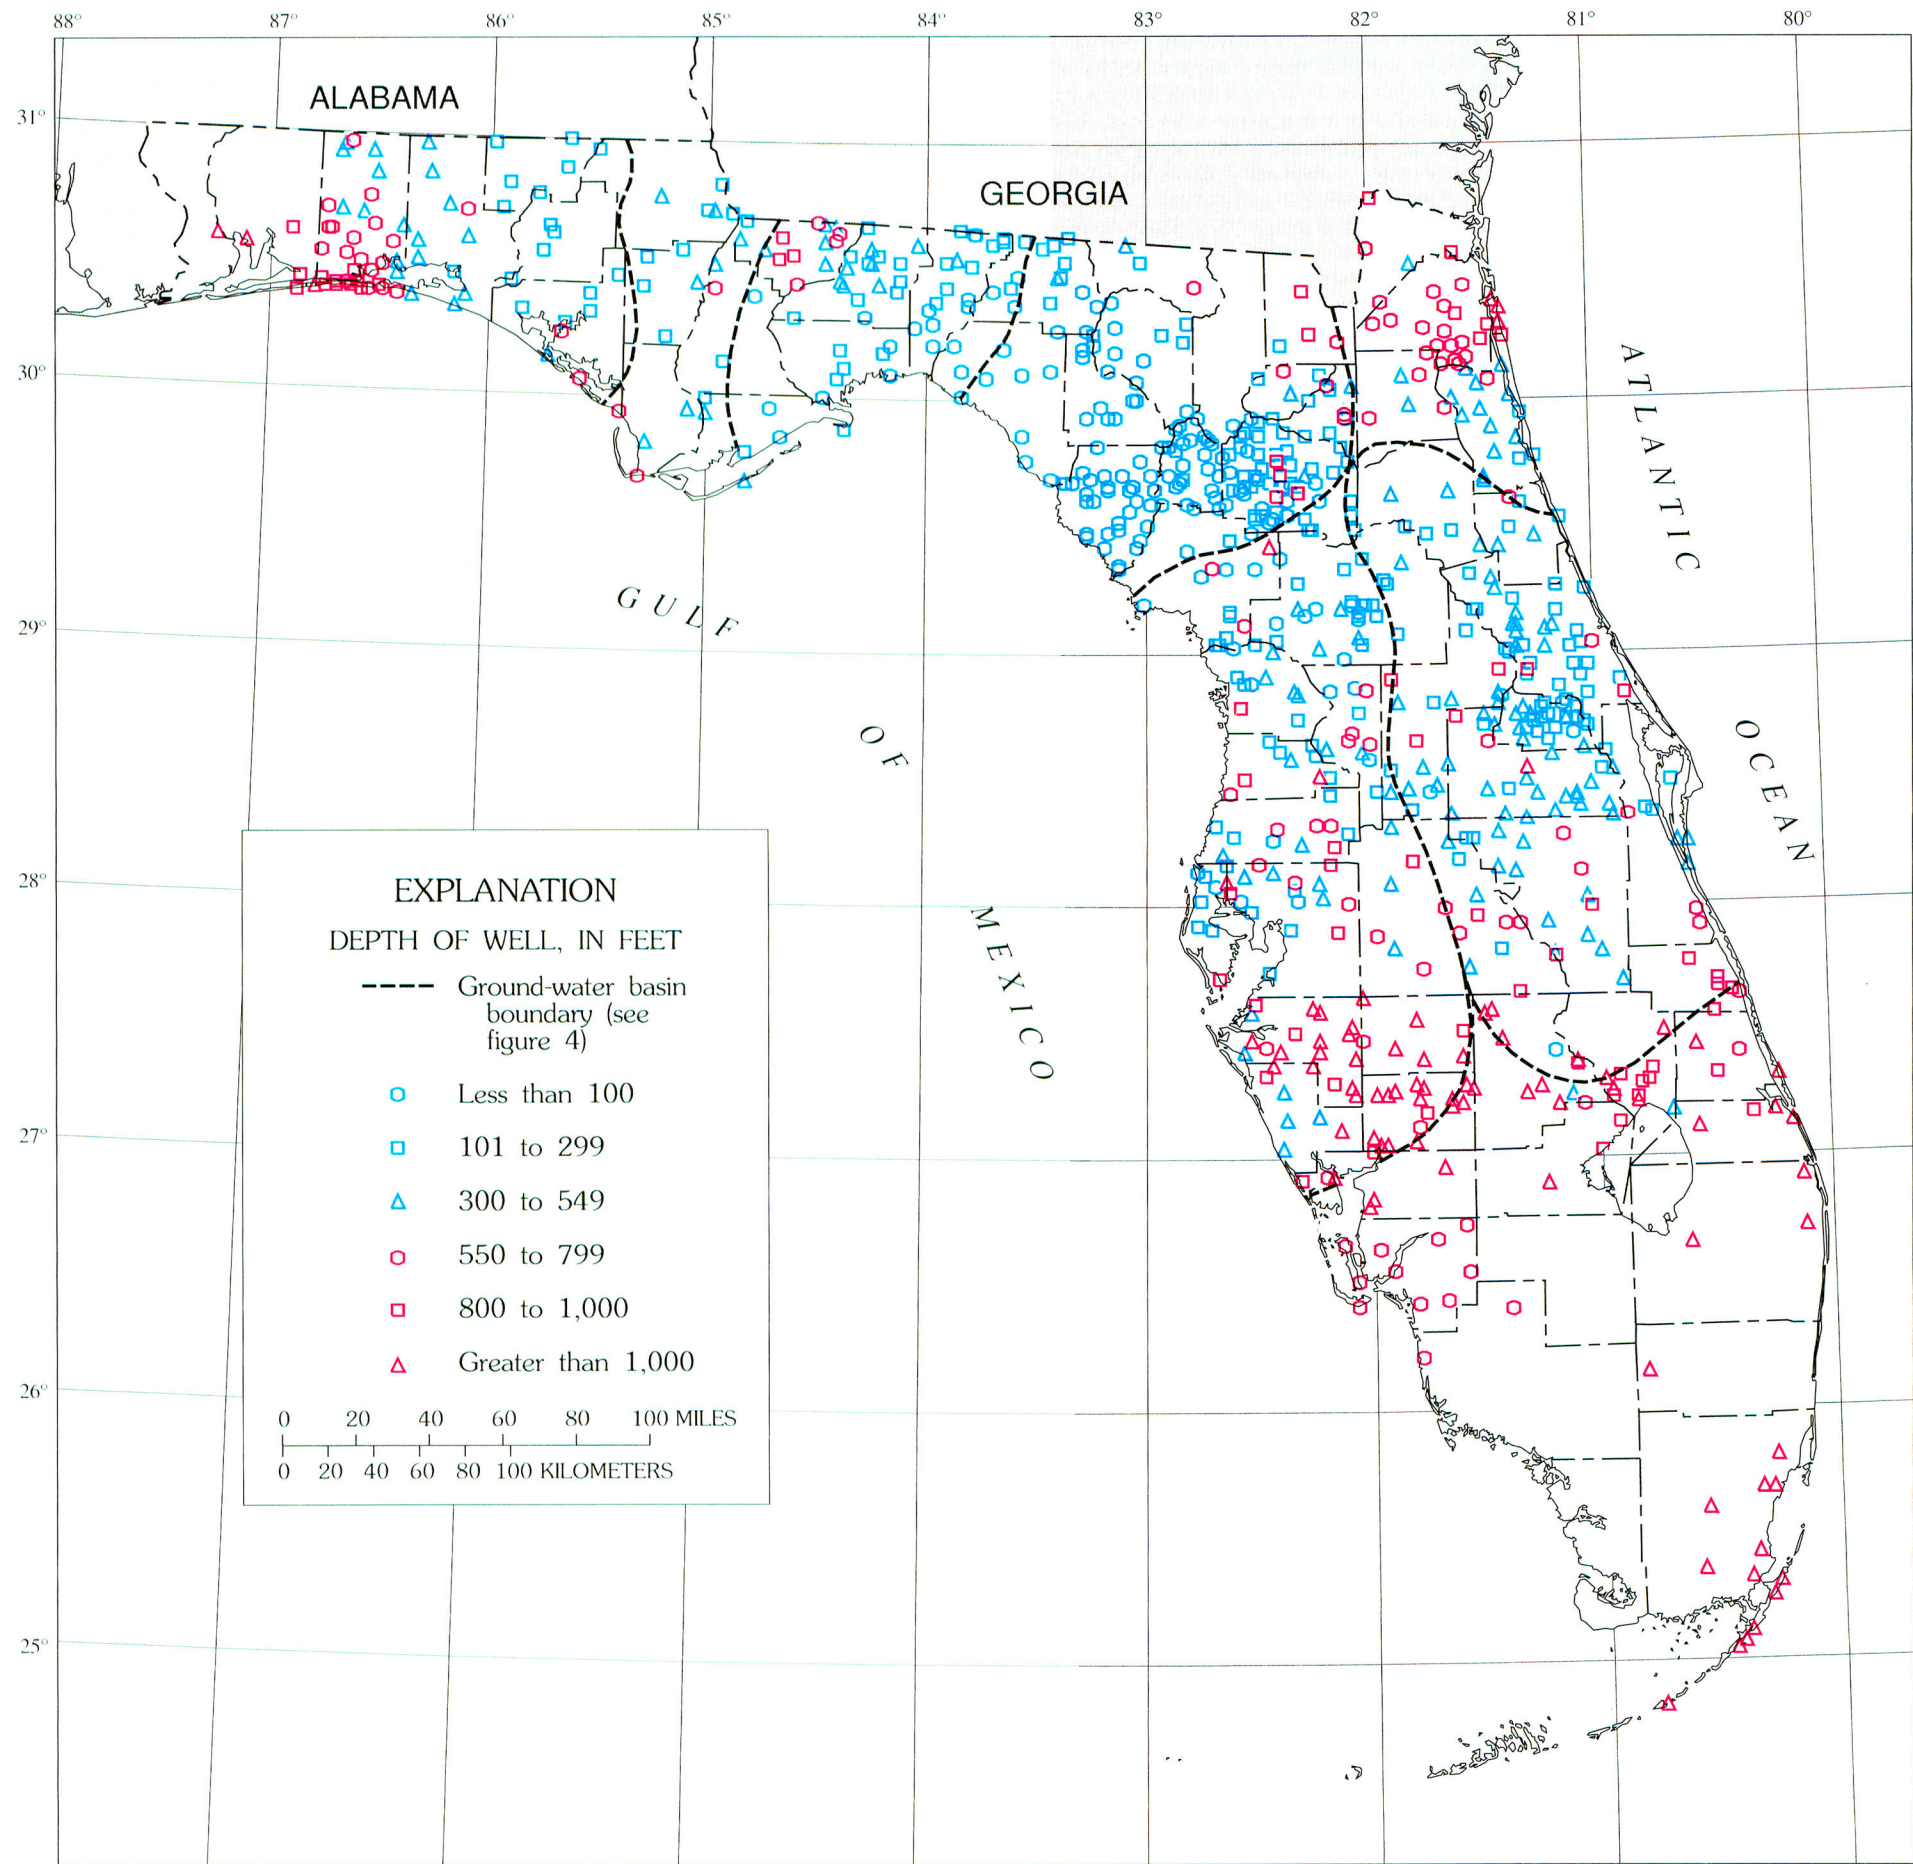 88° 87° 86° 85° 84° 83° 82° 81° 80°
31°
ALABAMA
GEORGIA
30°
ATLANTIC
29°
GULF
OF
OCEAN
28°
MEXICO
EXPLANATION
DEPTH OF WELL, IN FEET
Ground-water basin
boundary (see
figure 4)
Less than 100
101 to 299
300 to 549
550 to 799
800 to 1,000
Greater than 1,000
0 20 40 60 80 100 MILES
0 20 40 60 80 100 KILOMETERS
27°
26°
25°